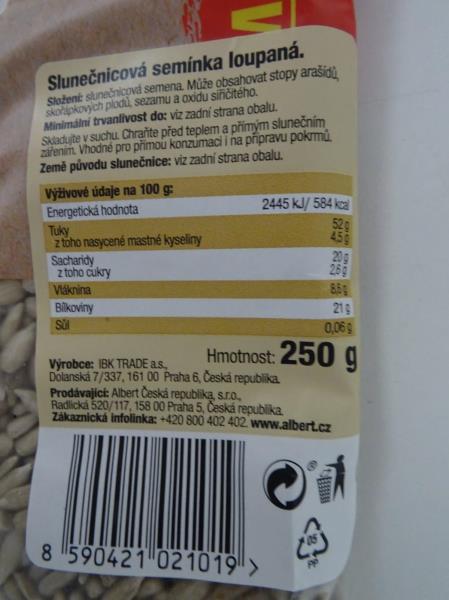 Slunečnicová semínka loupaná.
Složení: slunečnicová semena. Může obsahovat stopy arašídů,
skořápkových plodů, sezamu a oxidu siřičitého.
Minimální trvanlivost do: viz zadní strana obalu.
Skladujte v suchu. Chraňte před teplem a přímým slunečním
zářením. Vhodné pro přímou konzumaci i na přípravu pokrmů.
Země původu slunečnice: viz zadní strana obalu.
Výživové údaje na 100 g:
Energetická hodnota 2445 kJ/ 584 kcal
Tuky 52 g
z toho nasycené mastné kyseliny 4,5 g
Sacharidy 20 g
z toho cukry 2,6 g
Vláknina 8,6 g
Bílkoviny 21 g
Sůl 0,06 g
Hmotnost: 250 g
Výrobce: IBK TRADE a.s.,
Dolanská 7/337, 161 00 Praha 6, Česká republika.
Prodávající: Albert Česká republika, s.r.o.,
Radlická 520/117, 158 00 Praha 5, Česká republika.
Zákaznická infolinka: +420 800 402 402. www.albert.cz
8 590421 021019 >
®
05
PP